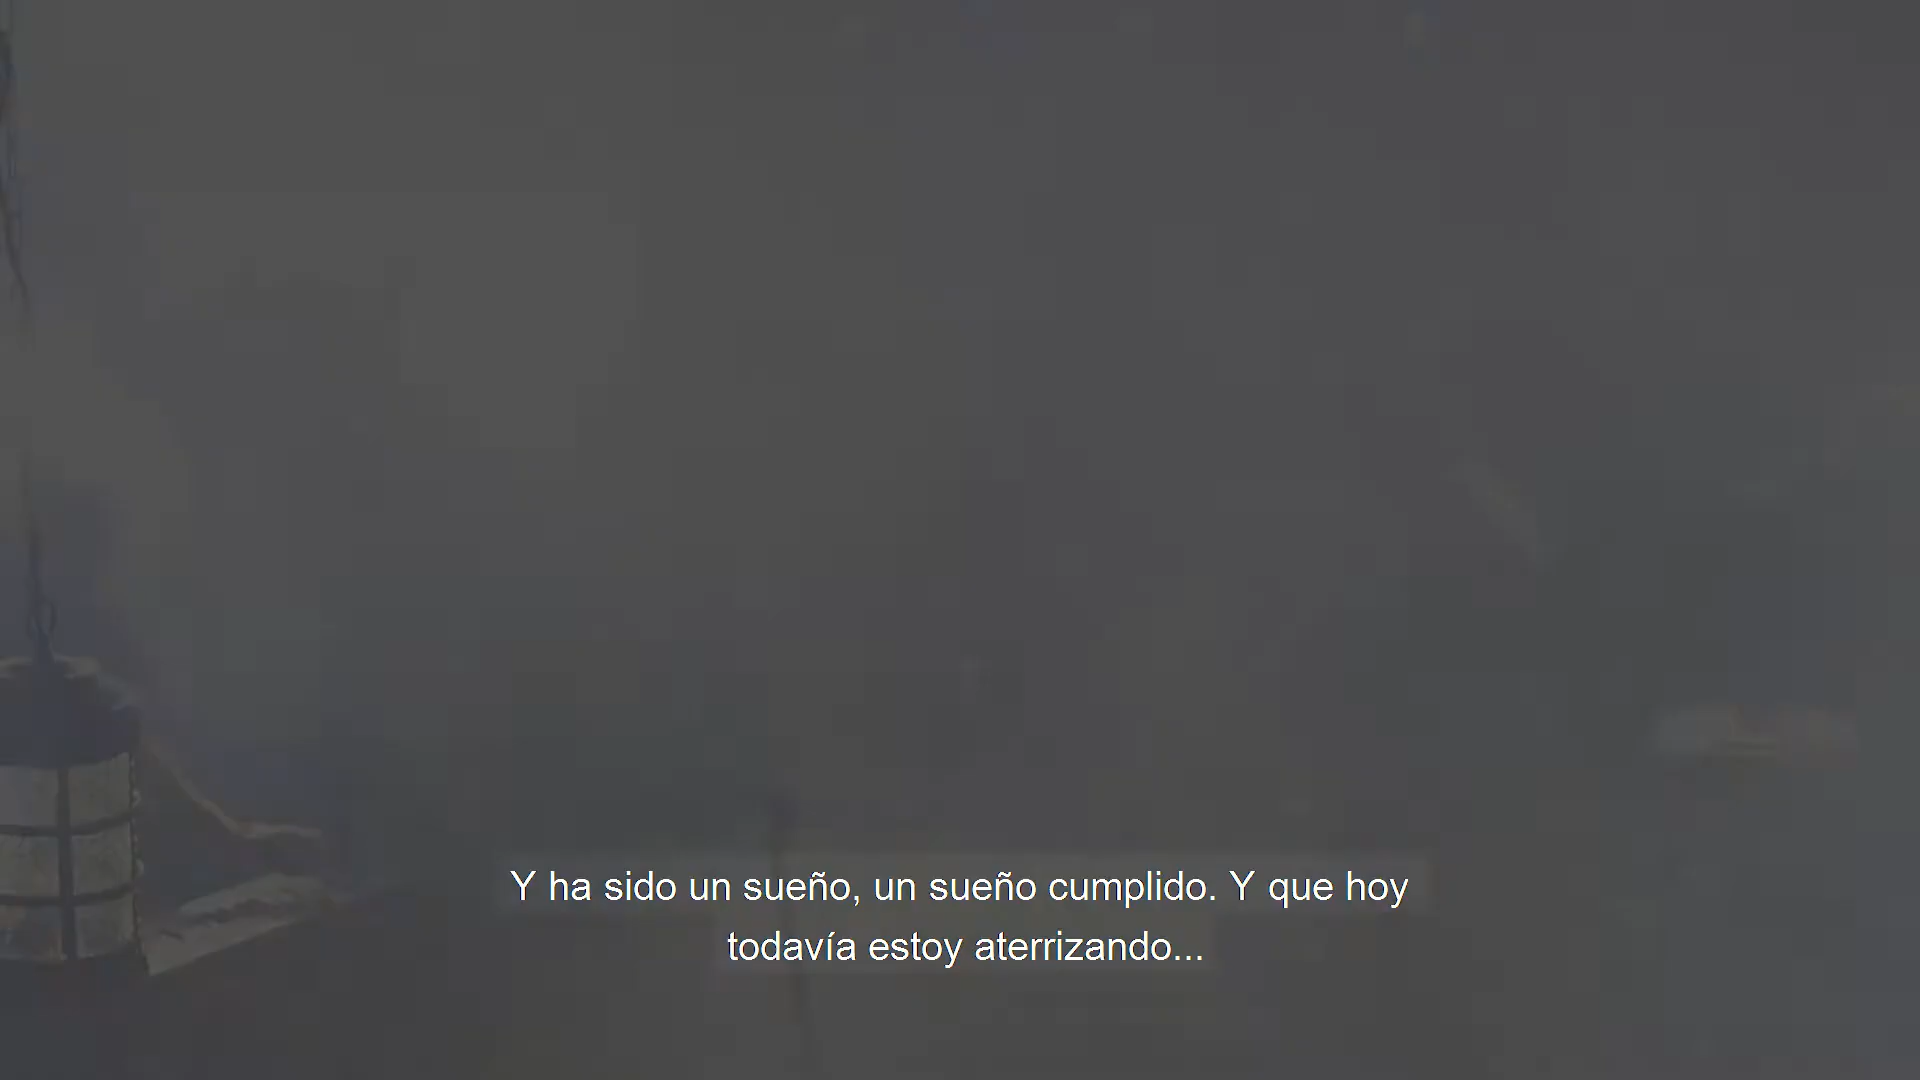 Y ha sido un sueño, un sueño cumplido. Y que hoy
todavía estoy aterrizando...